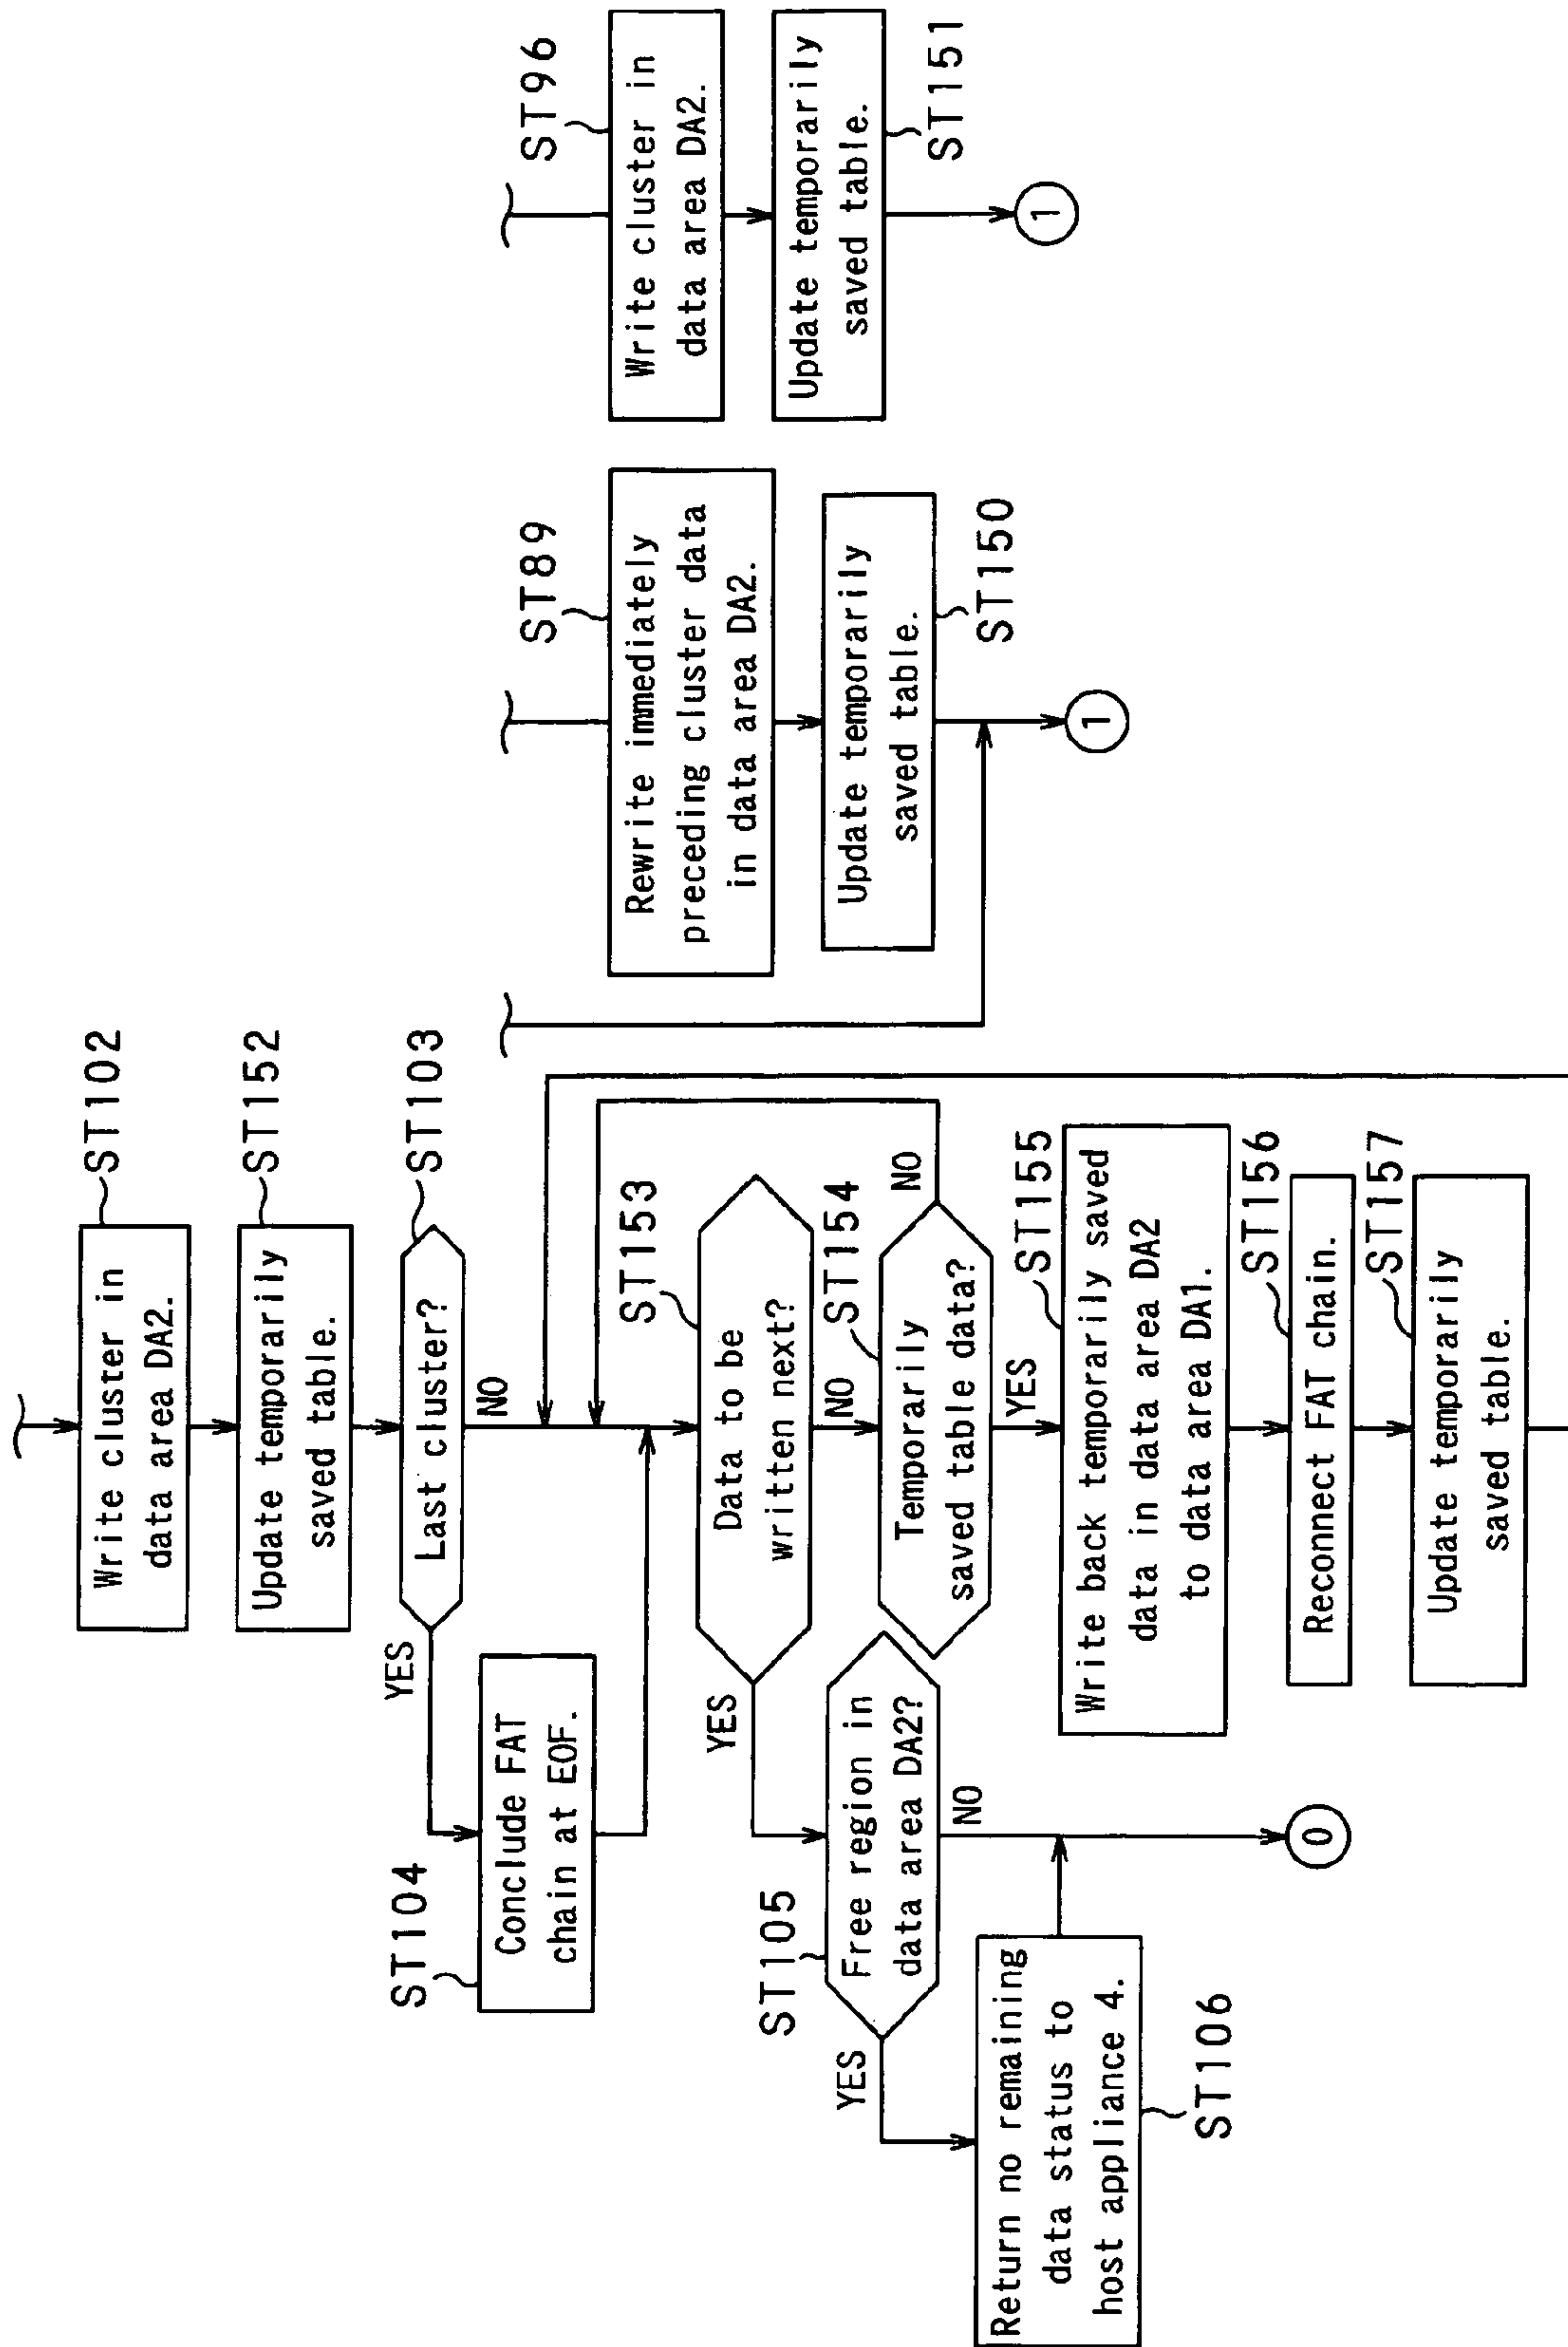 ST102
Write cluster in
data area DA2.
ST152
Update temporarily
saved table.
ST103
Last cluster?
YES
NO
ST104
Conclude FAT
chain at EOF.
ST153
Data to be
written next?
YES
NO
ST105
Free region in
data area DA2?
YES
NO
ST106
Return no remaining
data status to
host appliance 4.
0
ST154
Temporarily
saved table data?
NO
YES
ST155
Write back temporarily saved
data in data area DA2
to data area DA1.
ST156
Reconnect FAT chain.
ST157
Update temporarily
saved table.
ST89
Rewrite immediately
preceding cluster data
in data area DA2.
Update temporarily
saved table.
ST150
1
ST96
Write cluster in
data area DA2.
Update temporarily
saved table.
ST151
1